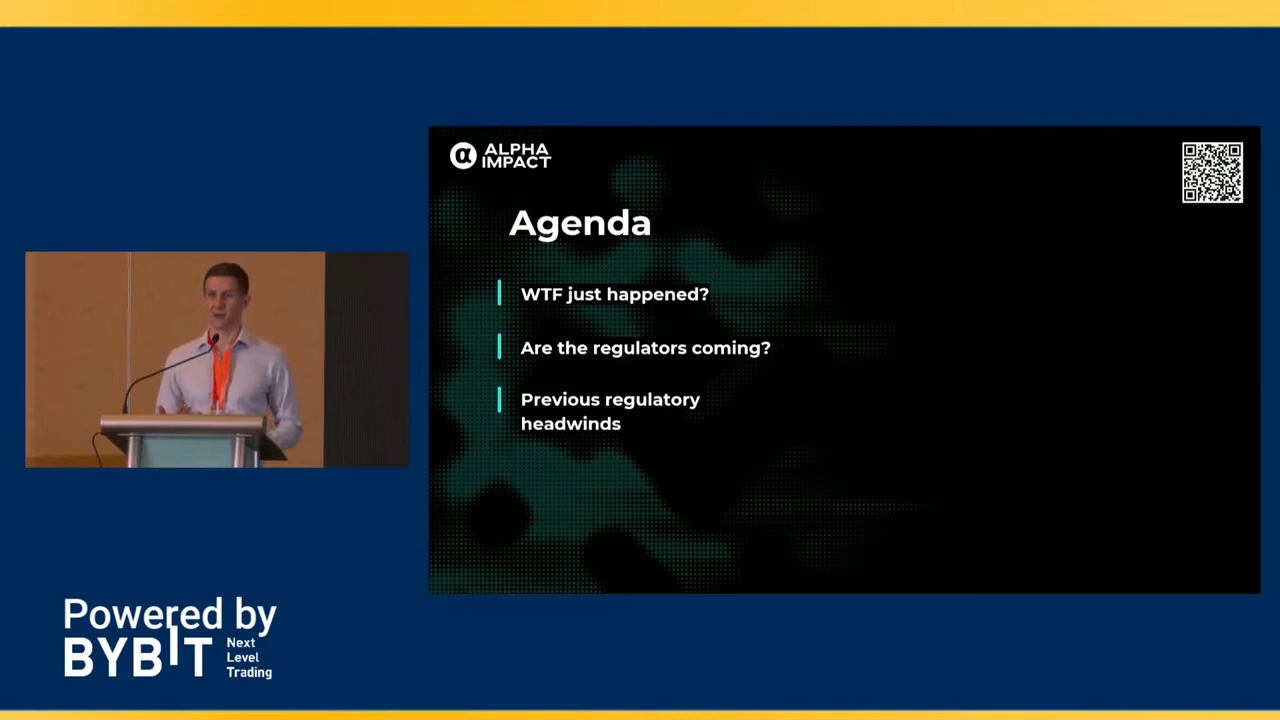 ALPHA
IMPACT
Agenda
WTF just happened?
Are the regulators coming?
Previous regulatory
headwinds
Powered by
BYBIT
Next
Level
Trading